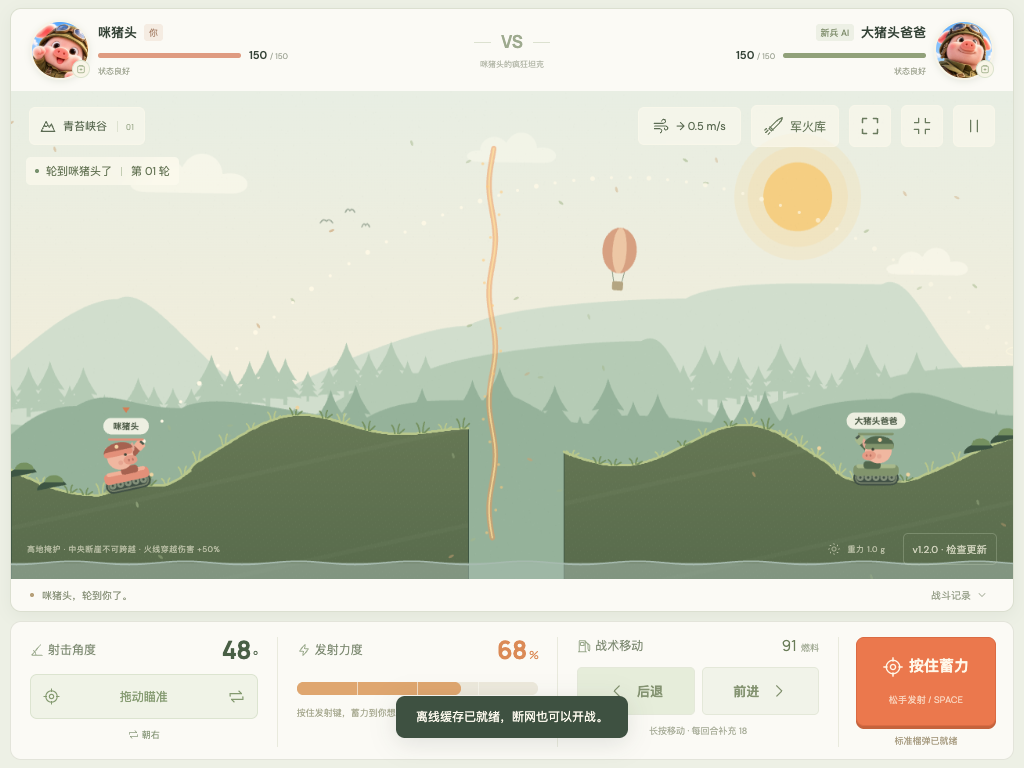 咪猪头 你
150 / 150
状态良好
VS
咪猪头的疯狂坦克
新兵 AI 大猪头爸爸
150 / 150
状态良好
青苔峡谷 01
→ 0.5 m/s
军火库
轮到咪猪头了 第 01 轮
咪猪头
大猪头爸爸
高地掩护 · 中央断崖不可跨越 · 火线穿越伤害 +50%
重力 1.0 g
v1.2.0 · 检查更新
咪猪头，轮到你了。
战斗记录
射击角度 48°
拖动瞄准
朝右
发射力度 68%
按住发射键，蓄力到你想
战术移动 91 燃料
后退
前进
长按移动 · 每回合补充 18
按住蓄力
松手发射 / SPACE
标准榴弹已就绪
离线缓存已就绪，断网也可以开战。